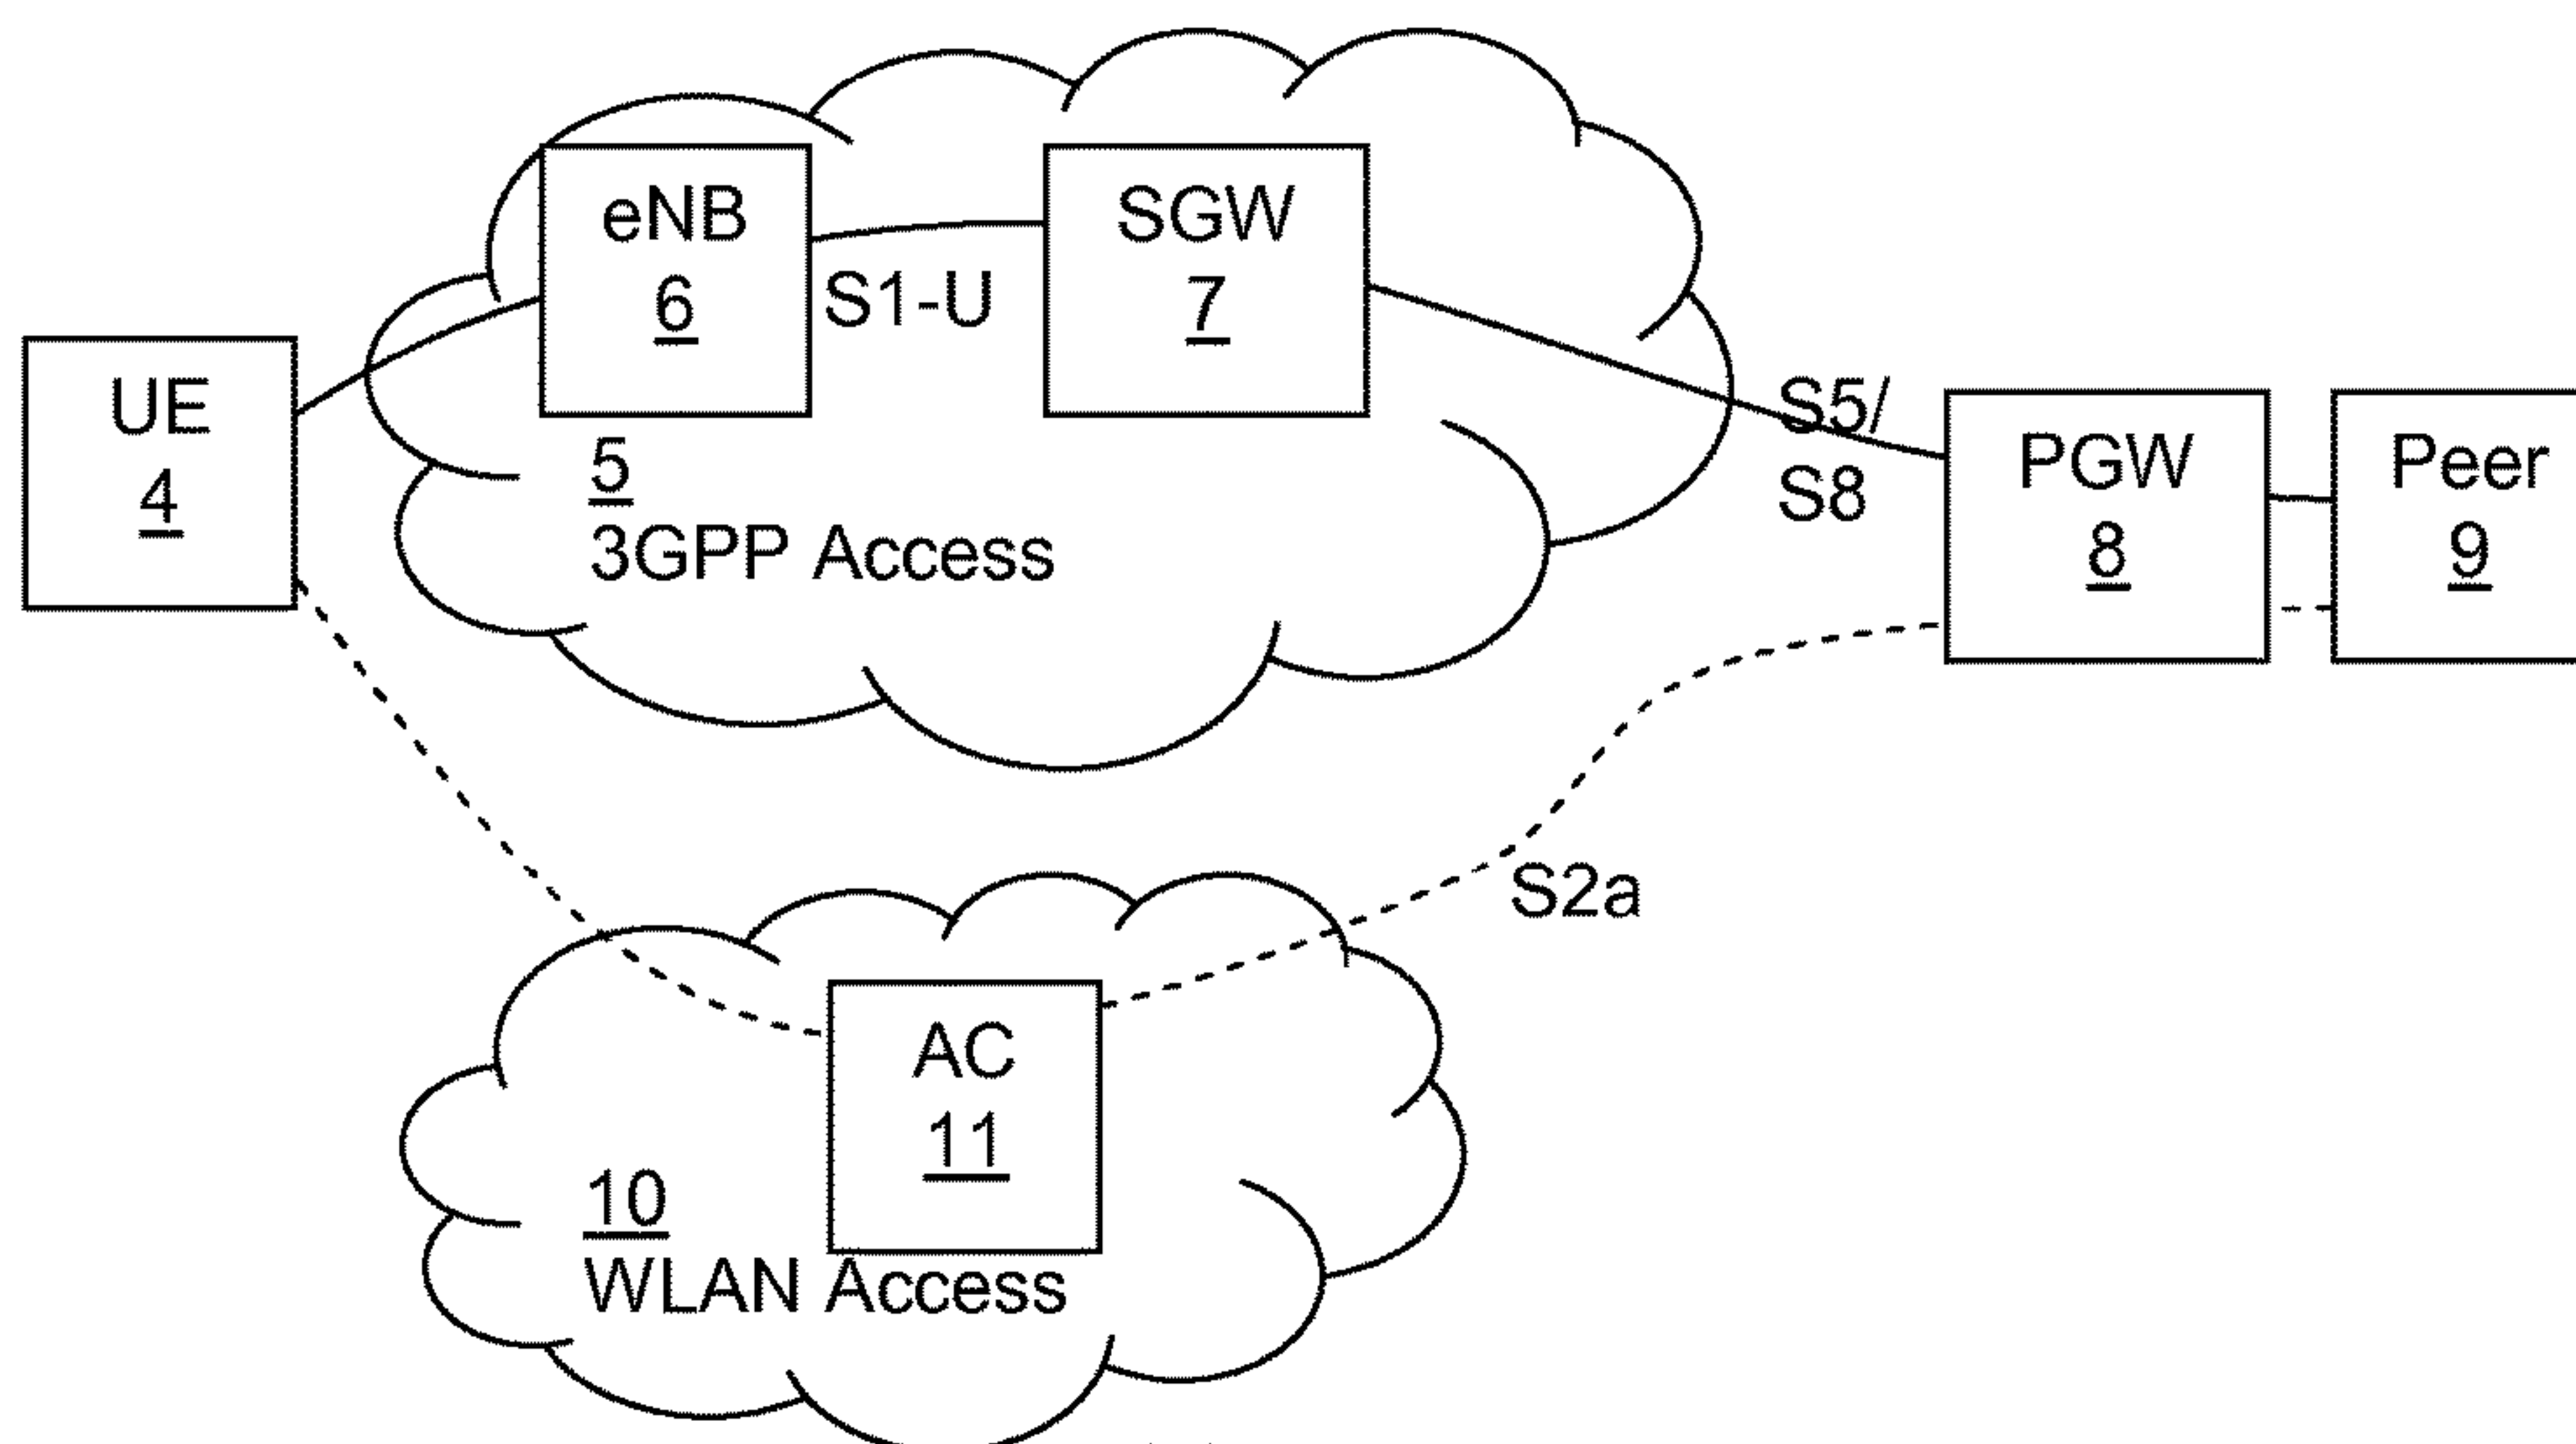 eNB
6
SGW
7
S1-U
UE
4
5
3GPP Access
S5/
S8
PGW
8
Peer
9
S2a
AC
11
10
WLAN Access